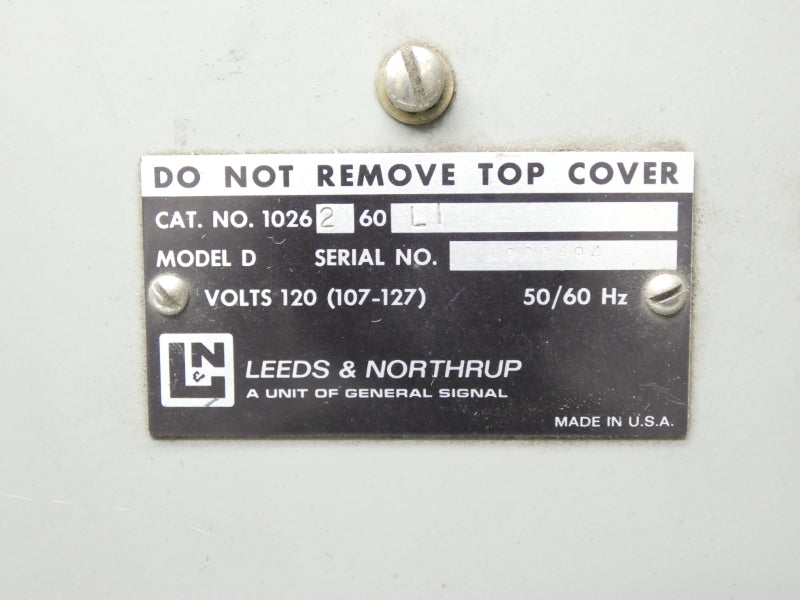 DO NOT REMOVE TOP COVER
CAT. NO. 1026 2 60 L1
MODEL D SERIAL NO.
VOLTS 120 (107-127) 50/60 Hz
L&N LEEDS & NORTHRUP
A UNIT OF GENERAL SIGNAL
MADE IN U.S.A.